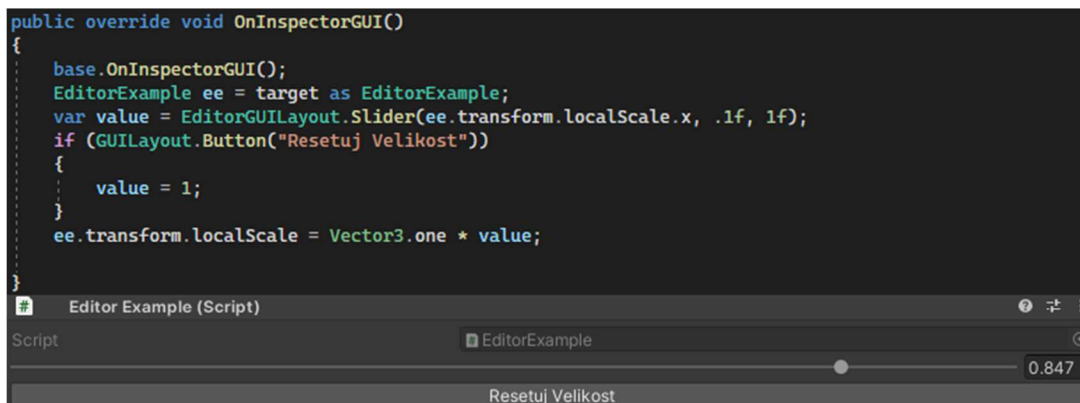 public override void OnInspectorGUI()
{
base.OnInspectorGUI();
EditorExample ee = target as EditorExample;
var value = EditorGUILayout.Slider(ee.transform.localScale.x, .1f, 1f);
if (GUILayout.Button("Resetuj Velikost"))
{
value = 1;
}
ee.transform.localScale = Vector3.one * value;
}
# Editor Example (Script)
Script EditorExample
0.847
Resetuj Velikost